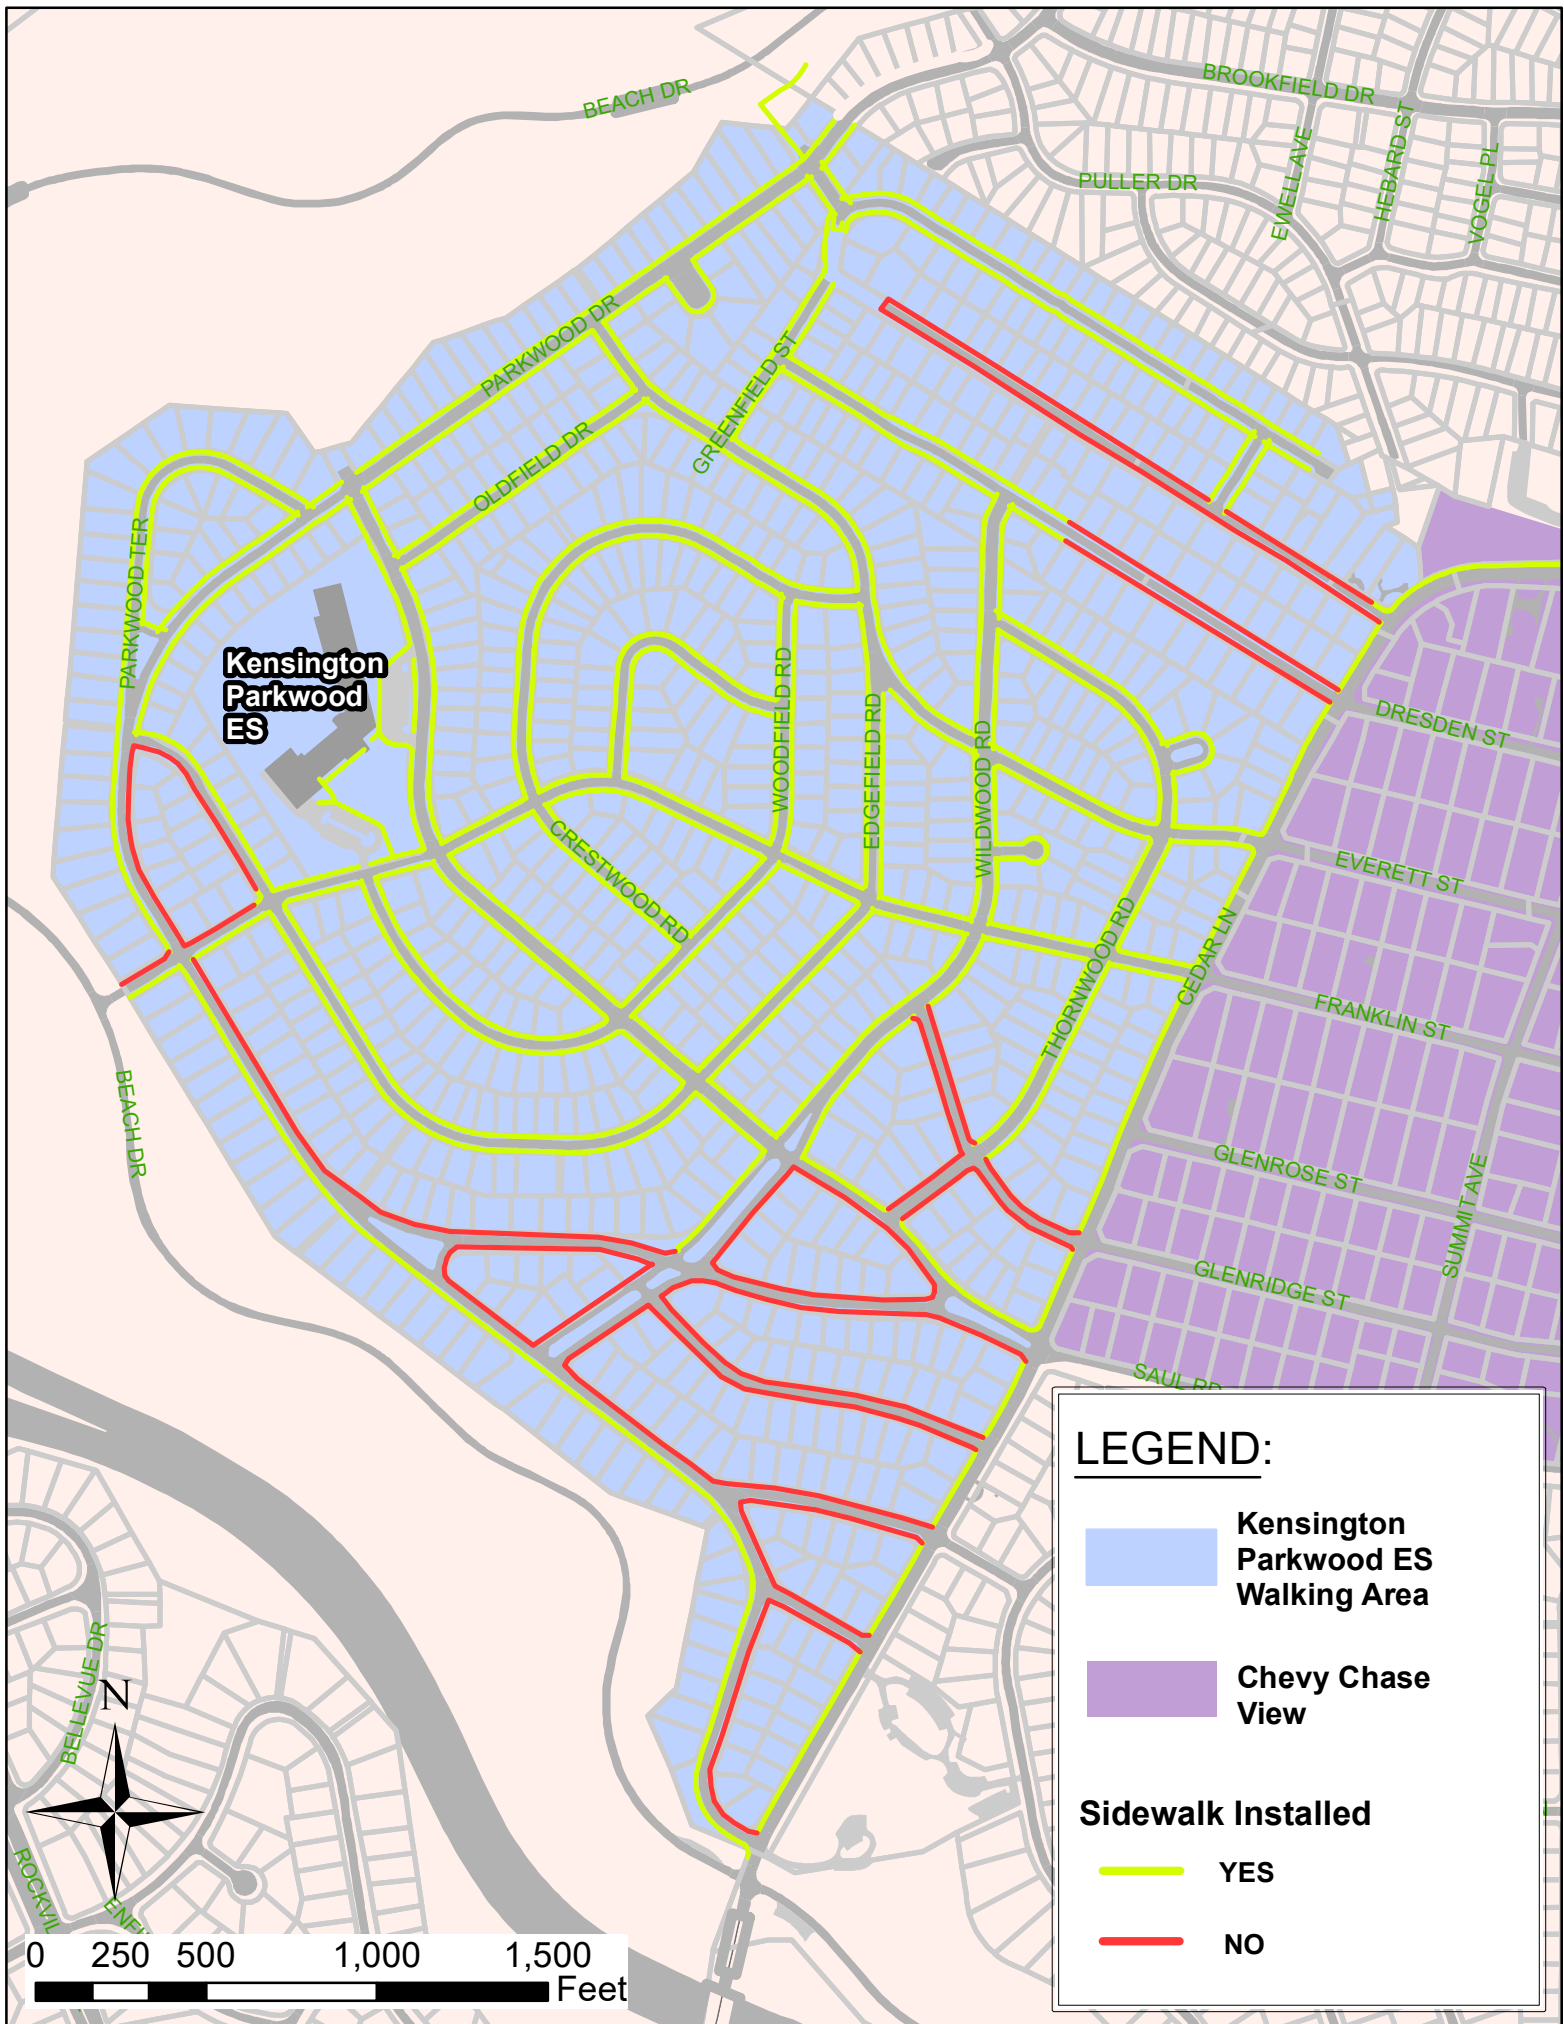 BROOKFIELD DR
BEACH DR
EWELL AVE
HEBARD ST
VOGEL PL
PULLER DR
PARKWOOD DR
GREENFIELD ST
OLDFIELD DR
PARKWOOD TER
Kensington
Parkwood
ES
WOODFIELD RD
EDGEFIELD RD
WILDWOOD RD
DRESDEN ST
CRESTWOOD RD
EVERETT ST
THORNWOOD RD
CEDAR LN
FRANKLIN ST
BEACH DR
GLENROSE ST
SUMMIT AVE
GLENRIDGE ST
SAUL RD
LEGEND:
Kensington
Parkwood ES
Walking Area
Chevy Chase
View
Sidewalk Installed
YES
NO
BELLEVUE DR
N
0 250 500 1,000 1,500
Feet